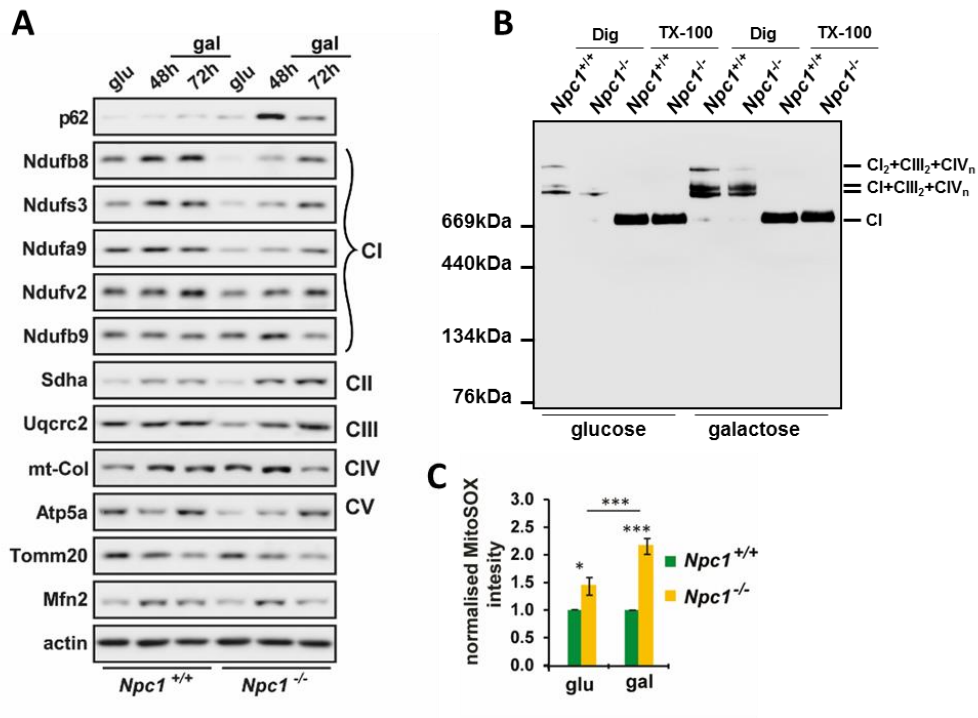 A
gal
gal
glu
48h
72h
glu
48h
72h
p62
Ndufb8
Ndufs3
Ndufa9
CI
Ndufv2
Ndufb9
Sdha
CII
Uqcrc2
CIII
mt-Col
CIV
Atp5a
CV
Tomm20
Mfn2
actin
Npc1 +/+
Npc1 -/-
B
Dig
TX-100
Dig
TX-100
Npc1+/+
Npc1-/-
Npc1+/+
Npc1-/-
Npc1+/+
Npc1-/-
Npc1+/+
Npc1-/-
CI2+CIII2+CIVn
CI+CIII2+CIVn
CI
669kDa
440kDa
134kDa
76kDa
glucose
galactose
C
normalised MitoSOX
intesity
3.0
2.5
2.0
1.5
1.0
0.5
0.0
*
***
***
glu
gal
Npc1+/+
Npc1-/-